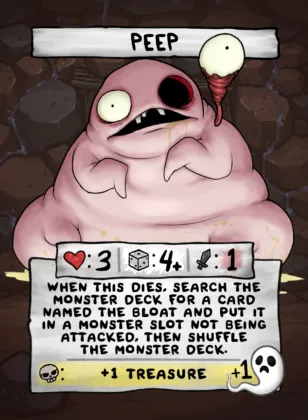 PEEP
:3 :4+ :1
WHEN THIS DIES, SEARCH THE
MONSTER DECK FOR A CARD
NAMED THE BLOAT AND PUT IT
IN A MONSTER SLOT NOT BEING
ATTACKED, THEN SHUFFLE
THE MONSTER DECK.
: +1 TREASURE +1